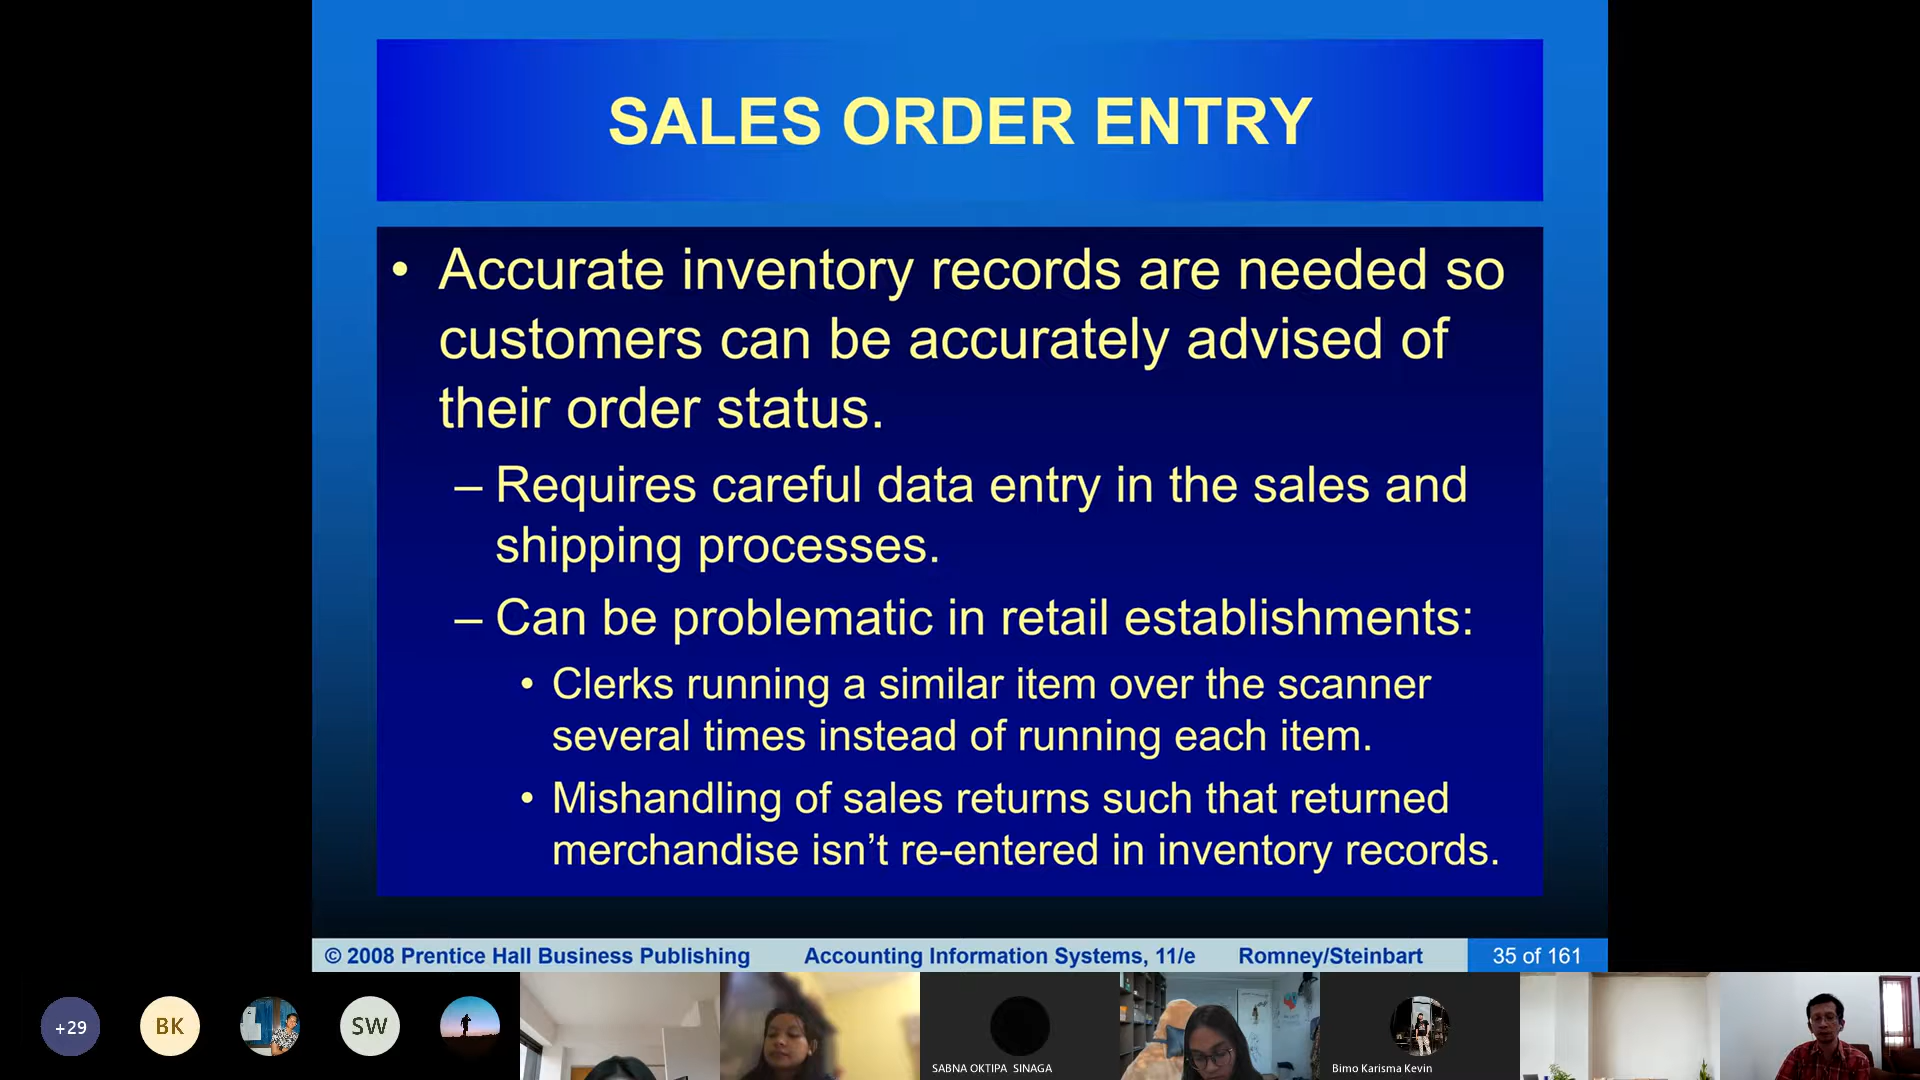 SALES ORDER ENTRY
• Accurate inventory records are needed so
customers can be accurately advised of
their order status.
– Requires careful data entry in the sales and
shipping processes.
– Can be problematic in retail establishments:
• Clerks running a similar item over the scanner
several times instead of running each item.
• Mishandling of sales returns such that returned
merchandise isn’t re-entered in inventory records.
© 2008 Prentice Hall Business Publishing Accounting Information Systems, 11/e Romney/Steinbart 35 of 161
+29 BK SW
SABNA OKTIPA SINAGA Bimo Karisma Kevin